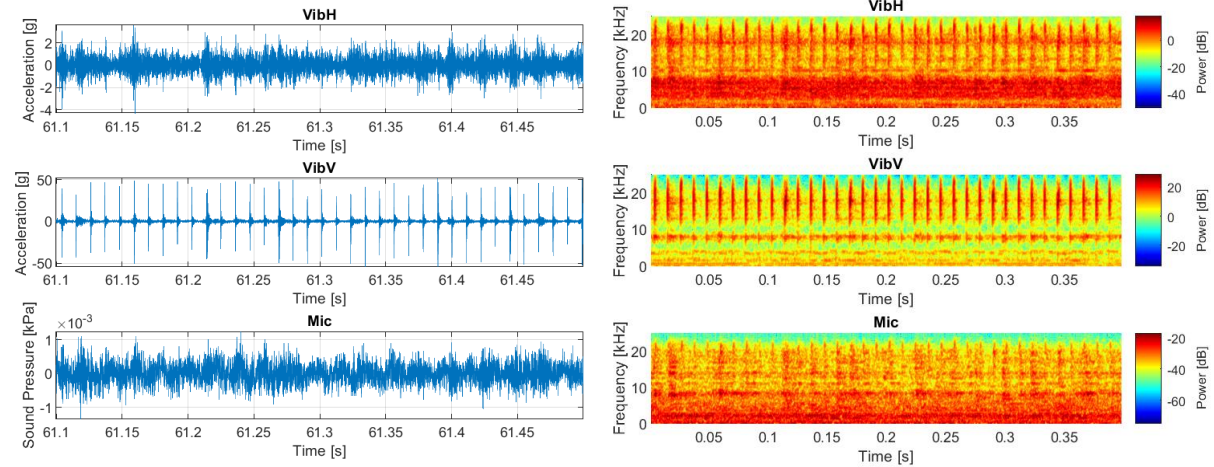 VibH
Acceleration [g]
4
2
0
-2
-4
61.1 61.15 61.2 61.25 61.3 61.35 61.4 61.45
Time [s]
VibH
Frequency [kHz]
20
10
0
0.05 0.1 0.15 0.2 0.25 0.3 0.35
Time [s]
0
-20
-40
Power [dB]
VibV
Acceleration [g]
50
0
-50
61.1 61.15 61.2 61.25 61.3 61.35 61.4 61.45
Time [s]
VibV
Frequency [kHz]
20
10
0
0.05 0.1 0.15 0.2 0.25 0.3 0.35
Time [s]
20
0
-20
Power [dB]
Mic
×10-3
Sound Pressure [kPa]
1
0
-1
61.1 61.15 61.2 61.25 61.3 61.35 61.4 61.45
Time [s]
Mic
Frequency [kHz]
20
10
0
0.05 0.1 0.15 0.2 0.25 0.3 0.35
Time [s]
-20
-40
-60
Power [dB]